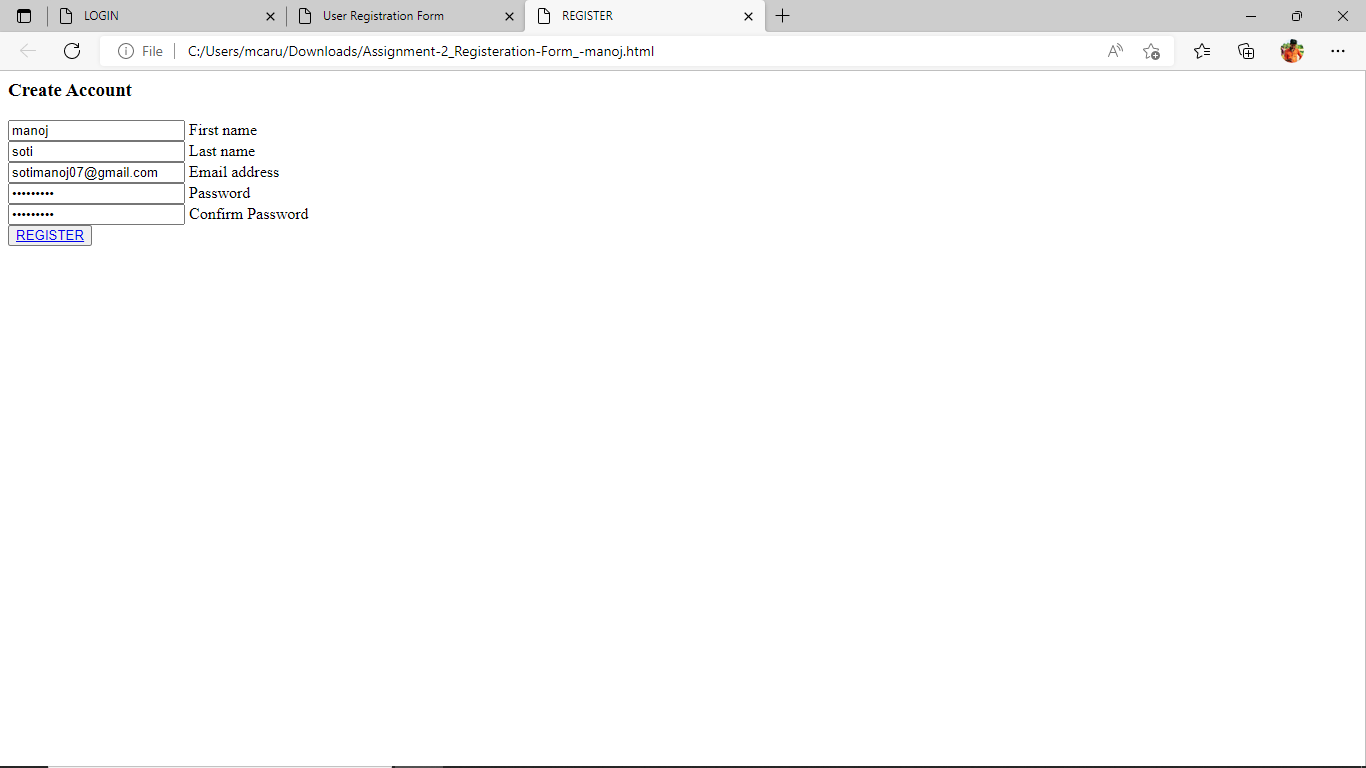 LOGIN
User Registration Form
REGISTER
File
C:/Users/mcaru/Downloads/Assignment-2_Registeration-Form_-manoj.html
Create Account
manoj First name
soti Last name
sotimanoj07@gmail.com Email address
••••••••• Password
••••••••• Confirm Password
REGISTER